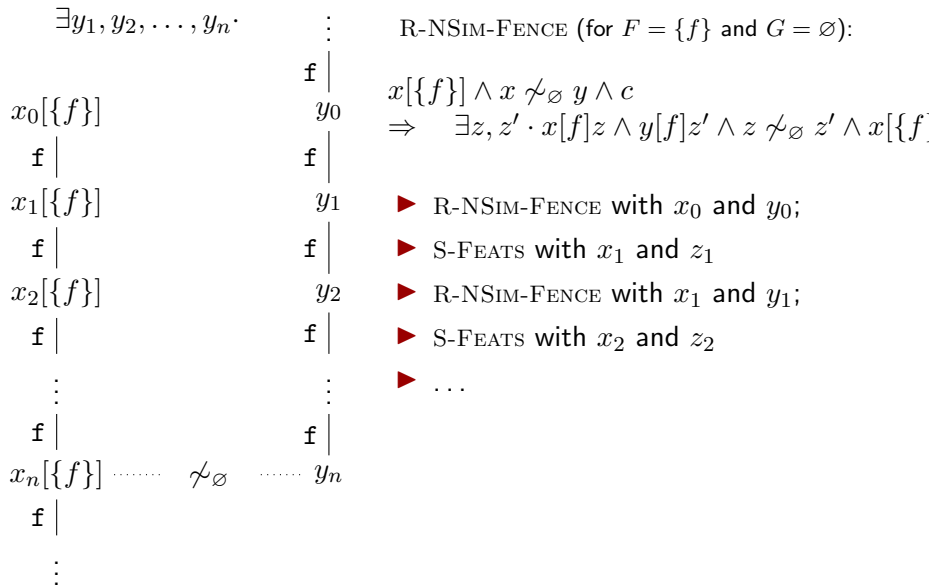 ∃y₁, y₂, . . . , yₙ·
⋮
f
x₀[{f}] y₀
f f
x₁[{f}] y₁
f f
x₂[{f}] y₂
f f
⋮ ⋮
f f
xₙ[{f}] ≁∅ yₙ
f
⋮
R-NSim-Fence (for F = {f} and G = ∅):
x[{f}] ∧ x ≁∅ y ∧ c
⇒ ∃z, z′ · x[f]z ∧ y[f]z′ ∧ z ≁∅ z′ ∧ x[{f]
▶ R-NSim-Fence with x₀ and y₀;
▶ S-Feats with x₁ and z₁
▶ R-NSim-Fence with x₁ and y₁;
▶ S-Feats with x₂ and z₂
▶ . . .